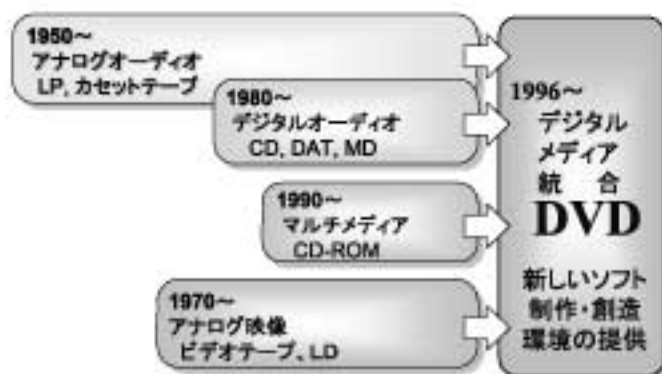 1950～
アナログオーディオ
LP, カセットテープ
1980～
デジタルオーディオ
CD, DAT, MD
1990～
マルチメディア
CD-ROM
1970～
アナログ映像
ビデオテープ、LD
1996～
デジタル
メディア
統　合
DVD
新しいソフト
制作・創造
環境の提供